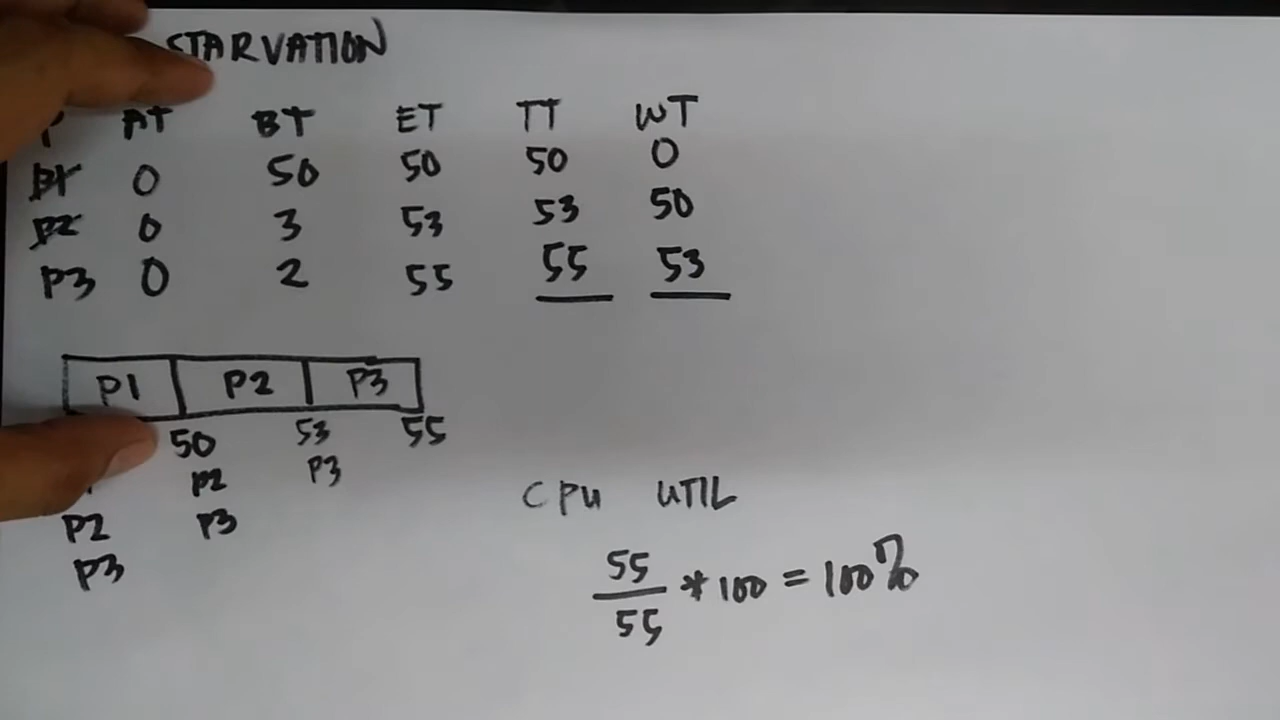 STARVATION
P AT BT ET TT WT
P1 0 50 50 50 0
P2 0 3 53 53 50
P3 0 2 55 55 53
P1 P2 P3
50 53 55
P2 P3
P2 P3
P3
CPU UTIL
55
* 100 = 100%
55